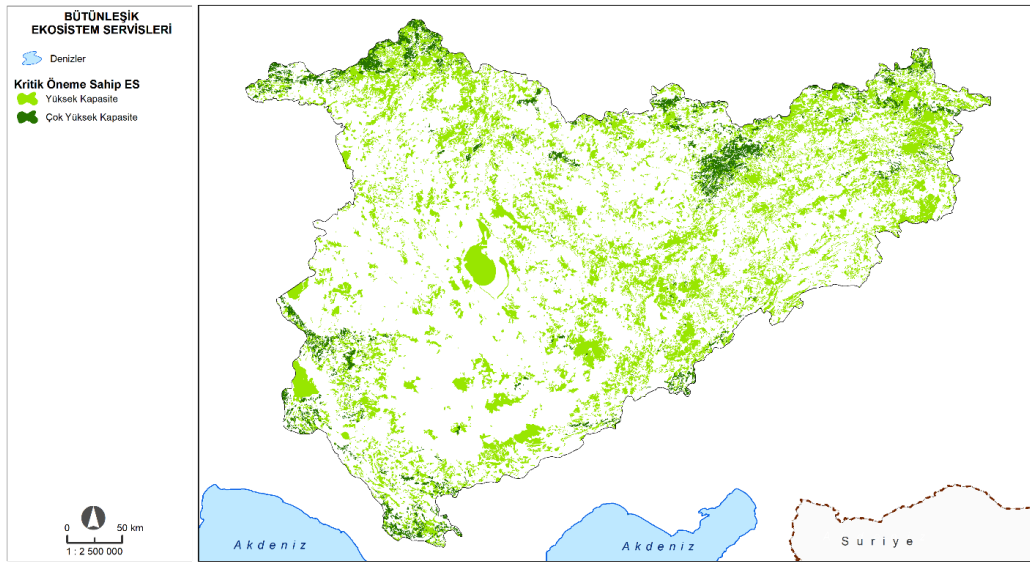 BÜTÜNLEŞİK
EKOSİSTEM SERVİSLERİ
Denizler
Kritik Öneme Sahip ES
Yüksek Kapasite
Çok Yüksek Kapasite
0 50 km
1 : 2 500 000
Akdeniz
Akdeniz
Suriye